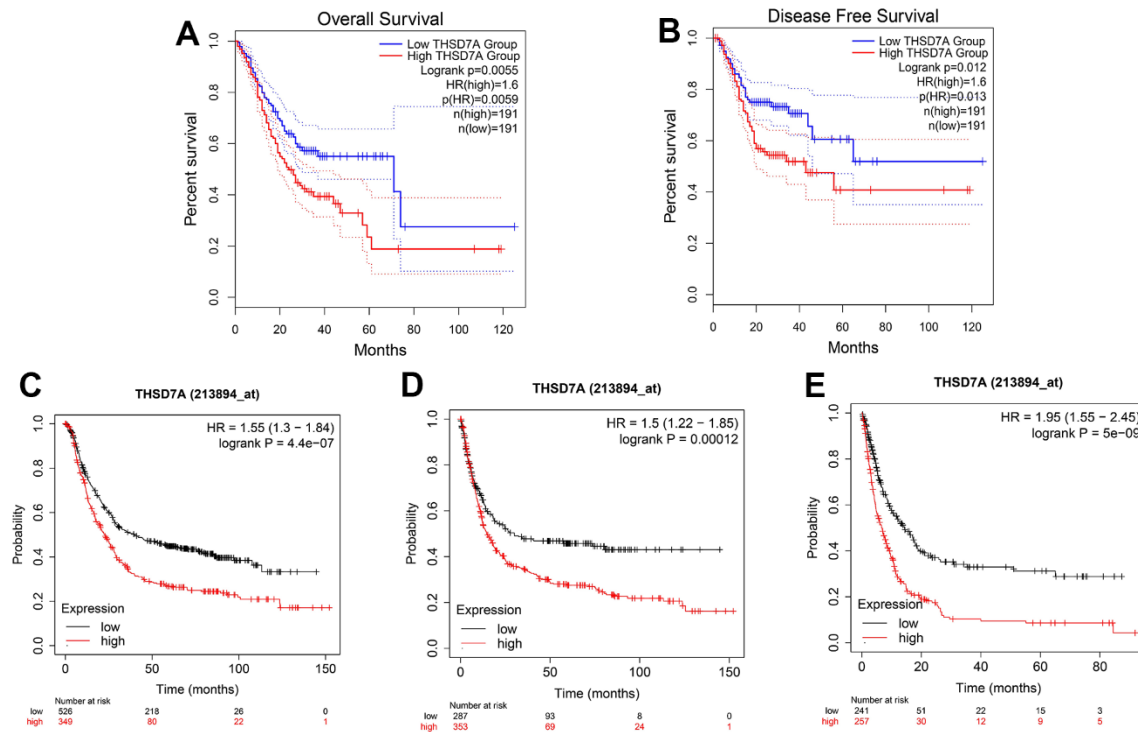 A
Overall Survival
Low THSD7A Group
High THSD7A Group
Logrank p=0.0055
HR(high)=1.6
p(HR)=0.0059
n(high)=191
n(low)=191
Percent survival
1.0
0.8
0.6
0.4
0.2
0.0
0 20 40 60 80 100 120
Months
B
Disease Free Survival
Low THSD7A Group
High THSD7A Group
Logrank p=0.012
HR(high)=1.6
p(HR)=0.013
n(high)=191
n(low)=191
Percent survival
1.0
0.8
0.6
0.4
0.2
0.0
0 20 40 60 80 100 120
Months
C
THSD7A (213894_at)
HR = 1.55 (1.3 − 1.84)
logrank P = 4.4e−07
Probability
1.0
0.8
0.6
0.4
0.2
0.0
Expression
low
high
0 50 100 150
Time (months)
Number at risk
low 526 218 26 0
high 349 80 22 1
D
THSD7A (213894_at)
HR = 1.5 (1.22 − 1.85)
logrank P = 0.00012
Probability
1.0
0.8
0.6
0.4
0.2
0.0
Expression
low
high
0 50 100 150
Time (months)
Number at risk
low 287 93 8 0
high 353 69 24 1
E
THSD7A (213894_at)
HR = 1.95 (1.55 − 2.45)
logrank P = 5e−09
Probability
1.0
0.8
0.6
0.4
0.2
0.0
Expression
low
high
0 20 40 60 80
Time (months)
Number at risk
low 241 51 22 15 3
high 257 30 12 9 5